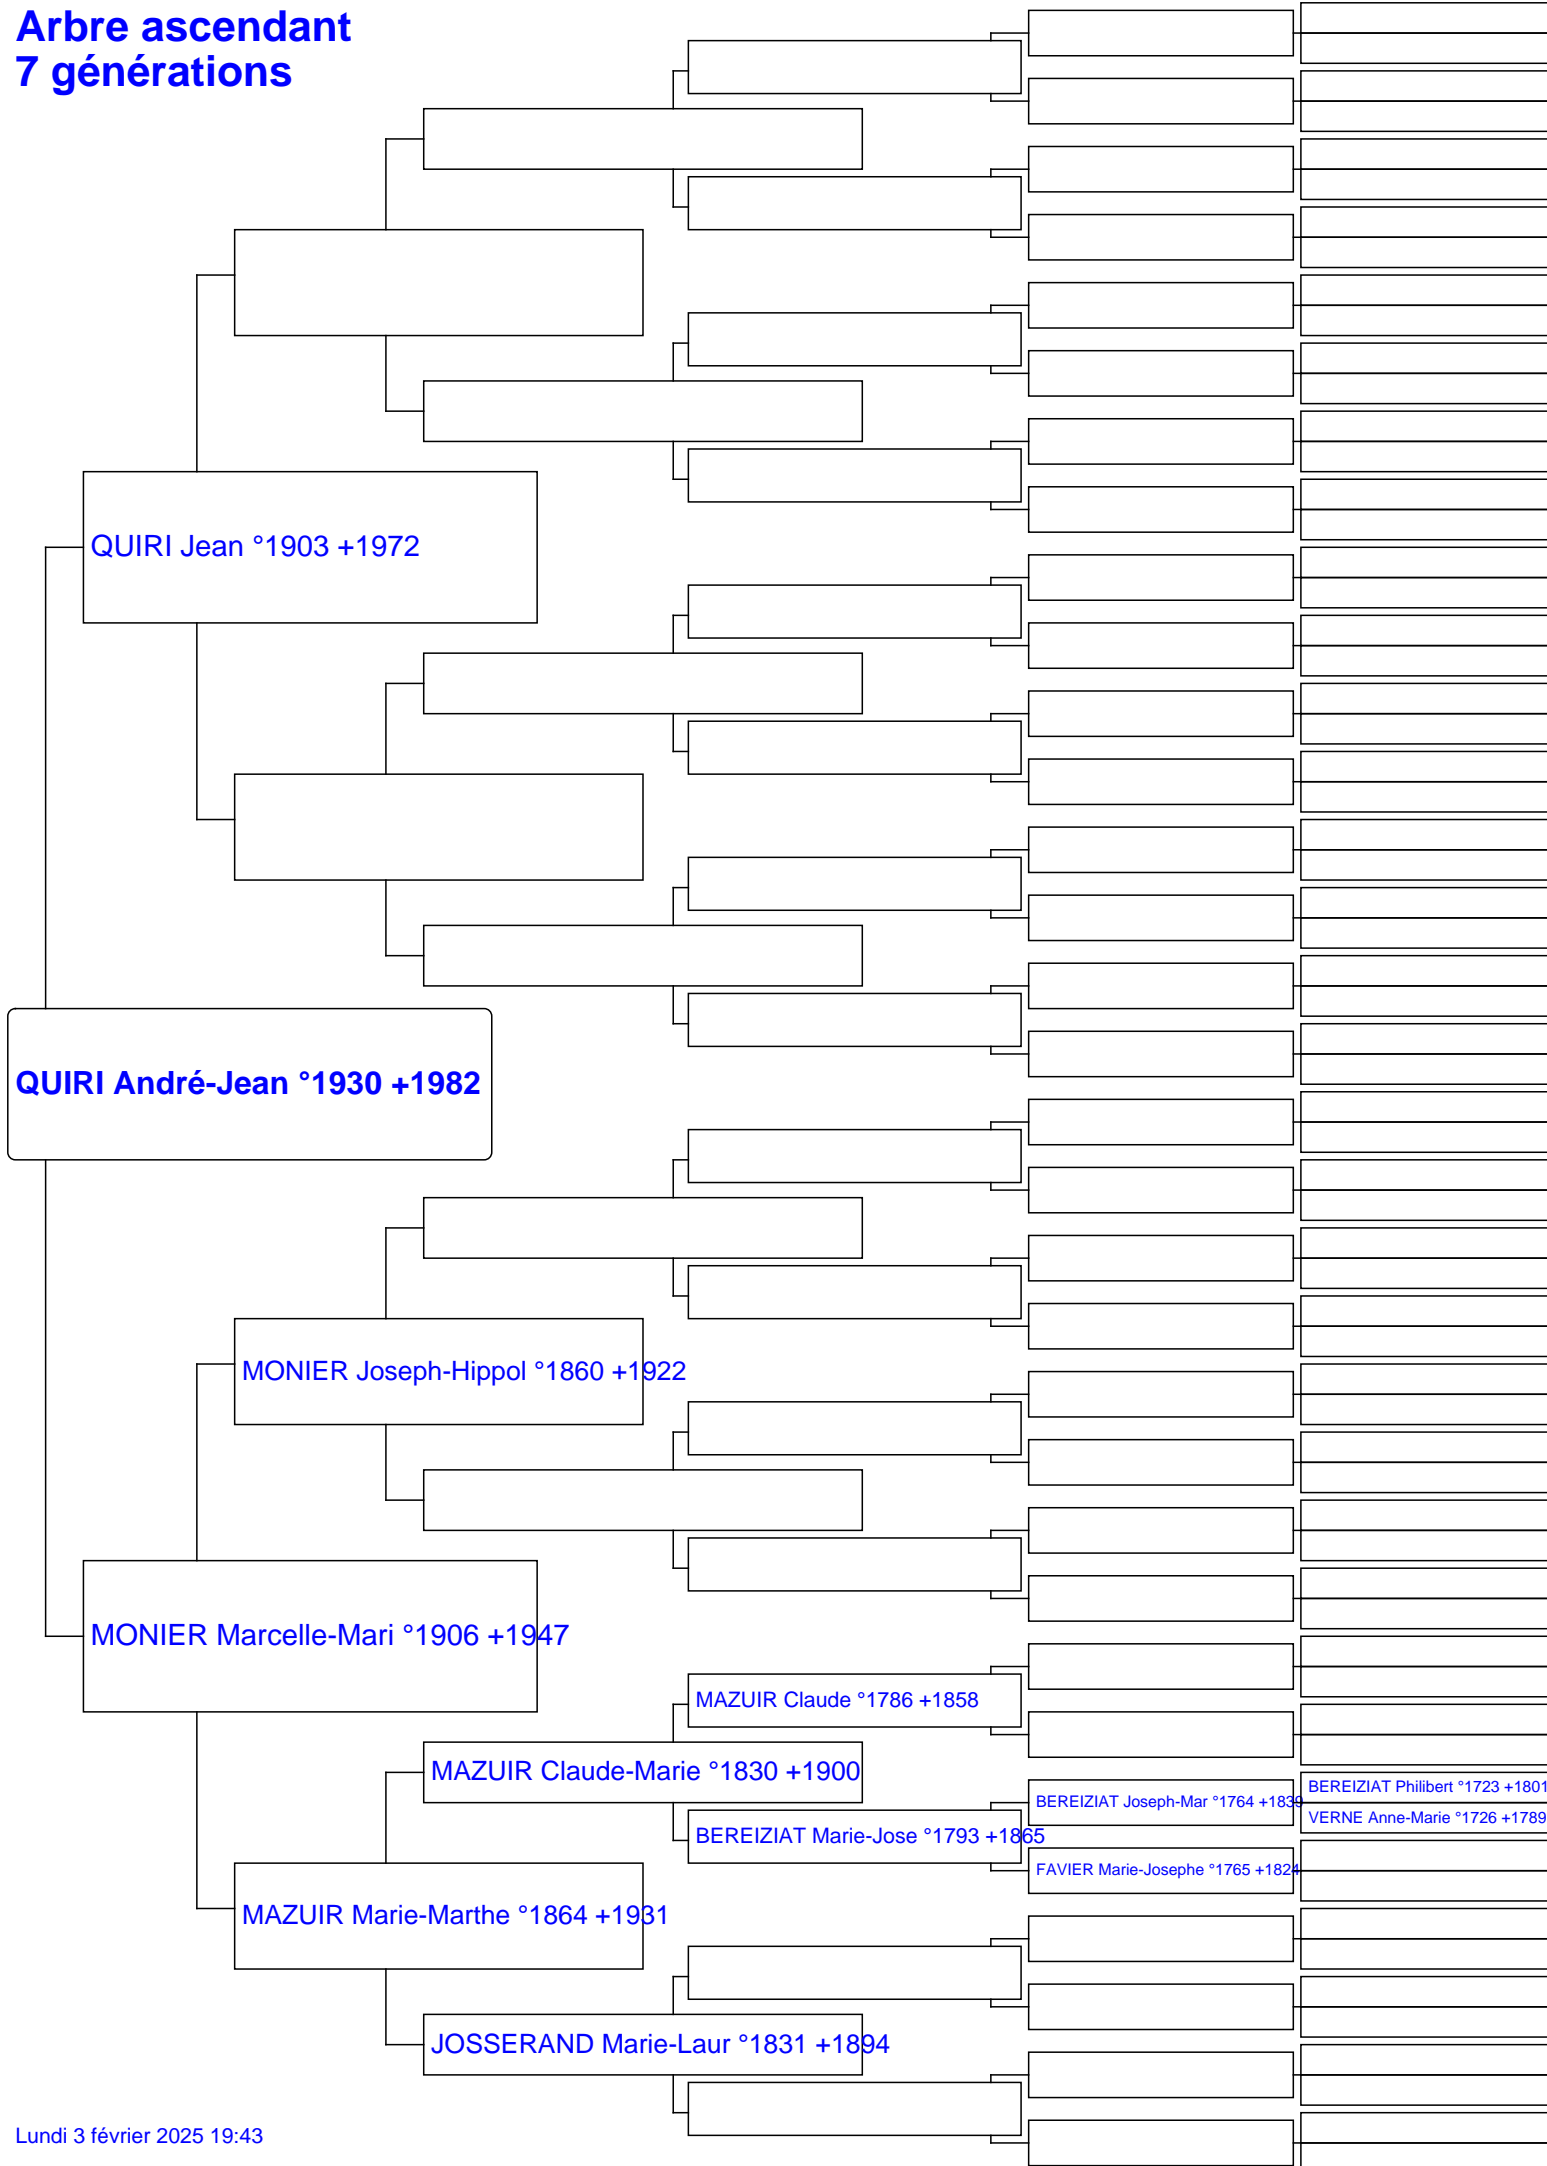 Arbre ascendant
7 générations
QUIRI Jean °1903 +1972
QUIRI André-Jean °1930 +1982
MONIER Joseph-Hippol °1860 +1922
MONIER Marcelle-Mari °1906 +1947
MAZUIR Claude °1786 +1858
MAZUIR Claude-Marie °1830 +1900
BEREIZIAT Philibert °1723 +1801
BEREIZIAT Joseph-Mar °1764 +1839
VERNE Anne-Marie °1726 +1789
BEREIZIAT Marie-Jose °1793 +1865
FAVIER Marie-Josephe °1765 +1824
MAZUIR Marie-Marthe °1864 +1931
JOSSERAND Marie-Laur °1831 +1894
Lundi 3 février 2025 19:43